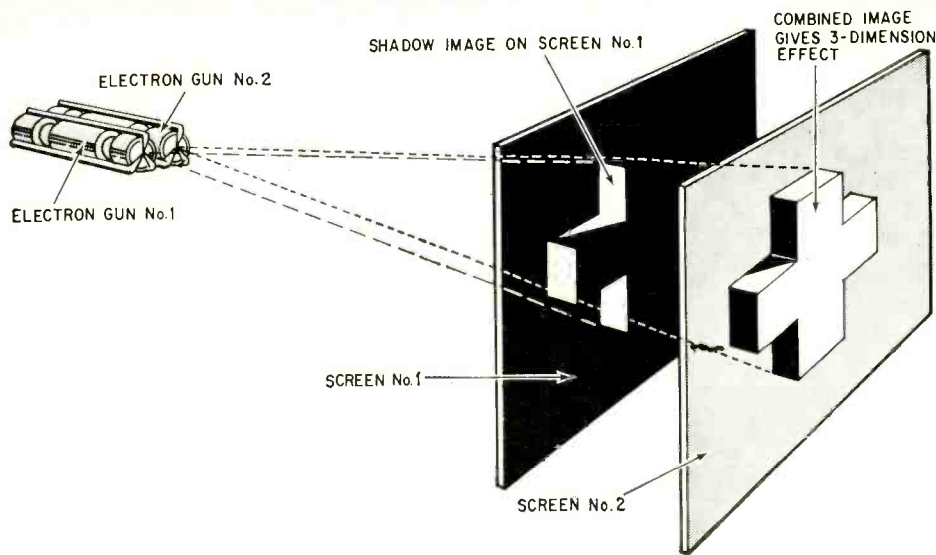 COMBINED IMAGE
GIVES 3-DIMENSION
EFFECT
SHADOW IMAGE ON SCREEN No.1
ELECTRON GUN No.2
ELECTRON GUN No.1
SCREEN No.1
SCREEN No.2